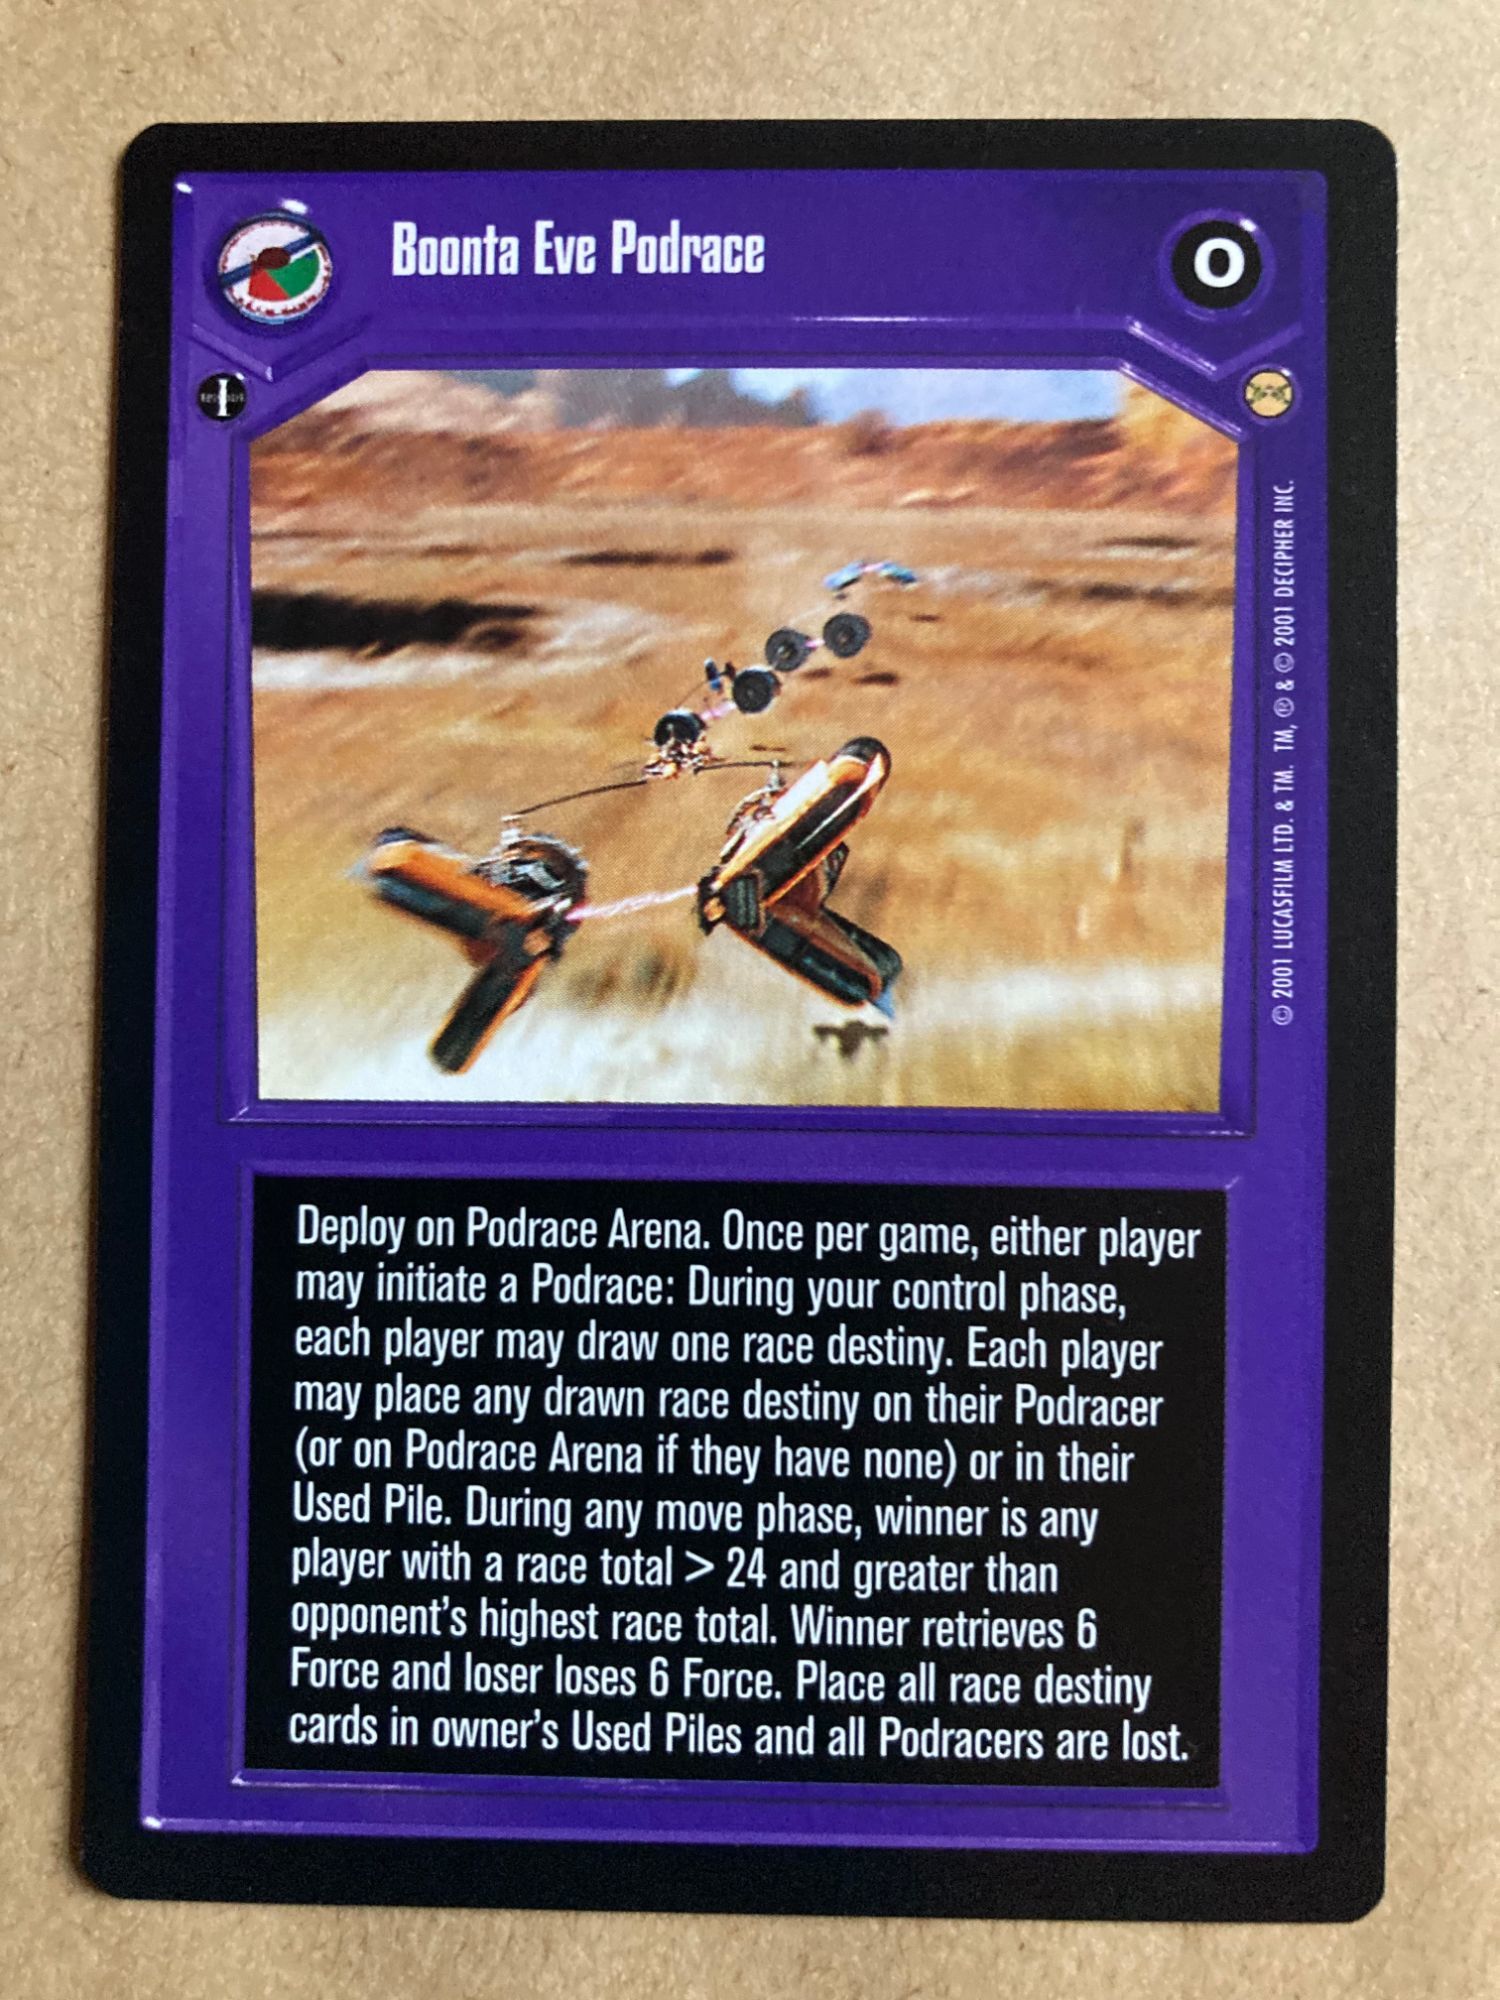 Boonta Eve Podrace
0
I
EPISODE
© 2001 LUCASFILM LTD. & TM. TM, ® & © 2001 DECIPHER INC.
Deploy on Podrace Arena. Once per game, either player
may initiate a Podrace: During your control phase,
each player may draw one race destiny. Each player
may place any drawn race destiny on their Podracer
(or on Podrace Arena if they have none) or in their
Used Pile. During any move phase, winner is any
player with a race total > 24 and greater than
opponent's highest race total. Winner retrieves 6
Force and loser loses 6 Force. Place all race destiny
cards in owner's Used Piles and all Podracers are lost.